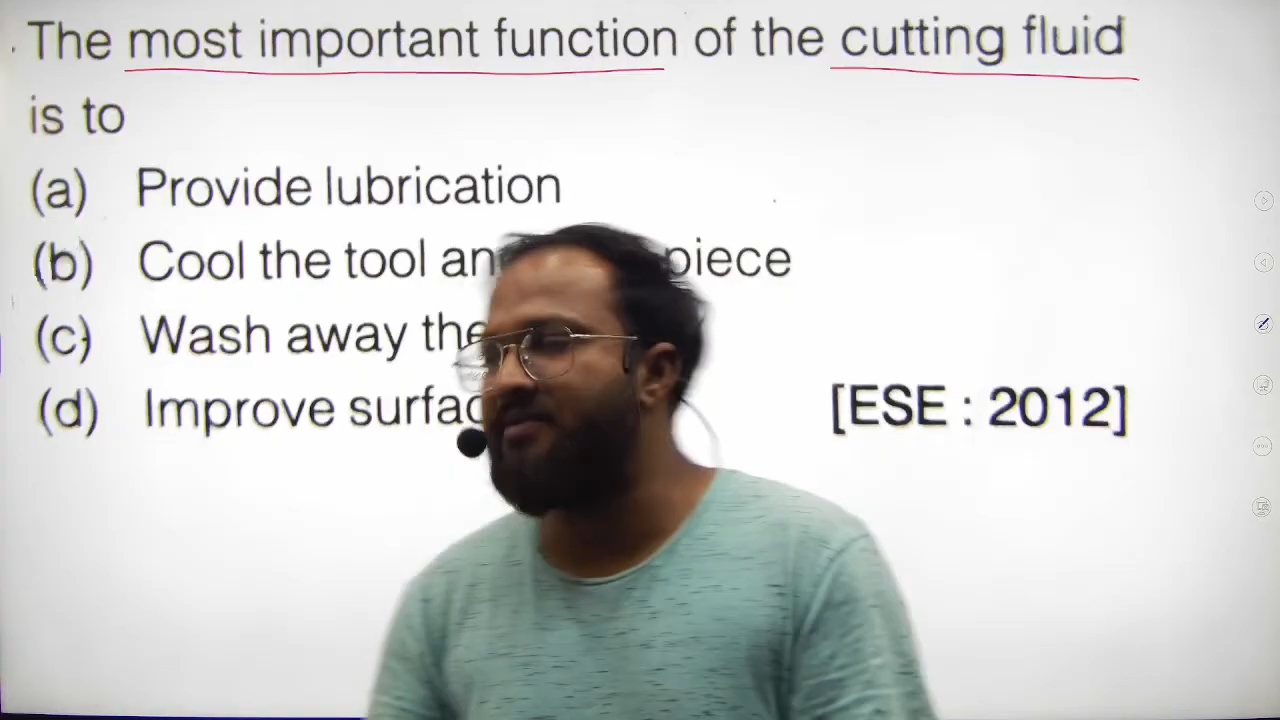 The most important function of the cutting fluid
is to
(a) Provide lubrication
(b) Cool the tool an piece
(c) Wash away the
(d) Improve surfac [ESE : 2012]